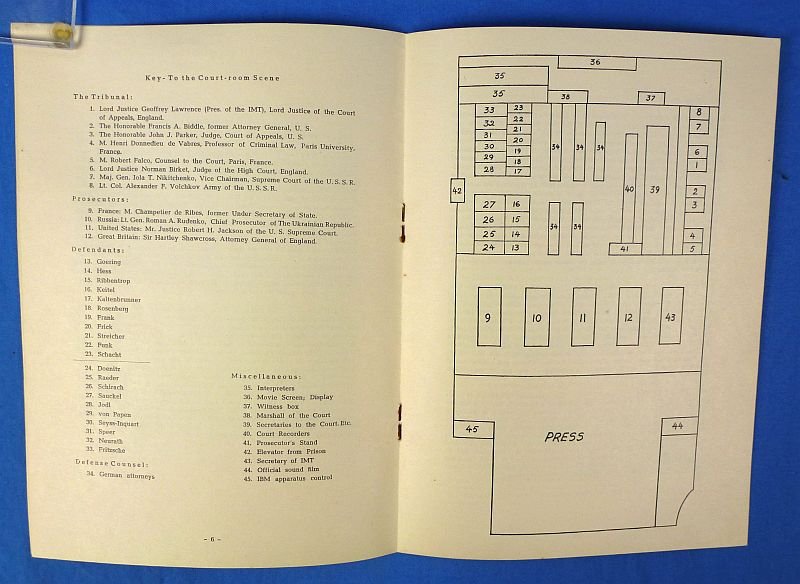 Key - To the Court-room Scene
The Tribunal:
1. Lord Justice Geoffrey Lawrence (Pres. of the IMT), Lord Justice of the Court
of Appeals, England.
2. The Honorable Francis A. Biddle, former Attorney General, U. S.
3. The Honorable John J. Parker, Judge, Court of Appeals, U. S.
4. M. Henri Donnedieu de Vabres, Professor of Criminal Law, Paris University,
France.
5. M. Robert Falco, Counsel to the Court, Paris, France.
6. Lord Justice Norman Birket, Judge of the High Court, England.
7. Maj. Gen. Iola T. Nikitchenko, Vice Chairman, Supreme Court of the U.S.S.R.
8. Lt. Col. Alexander F. Volchkov Army of the U.S.S.R.
Prosecutors:
9. France: M. Champetier de Ribes, former Under Secretary of State.
10. Russia: Lt. Gen. Roman A. Rudenko, Chief Prosecutor of The Ukrainian Republic.
11. United States: Mr. Justice Robert H. Jackson of the U. S. Supreme Court.
12. Great Britain: Sir Hartley Shawcross, Attorney General of England.
Defendants:
13. Goering
14. Hess
15. Ribbentrop
16. Keitel
17. Kaltenbrunner
18. Rosenberg
19. Frank
20. Frick
21. Streicher
22. Funk
23. Schacht
24. Doenitz
25. Raeder
26. Schirach
27. Sauckel
28. Jodl
29. von Papen
30. Seyss-Inquart
31. Speer
32. Neurath
33. Fritzsche
Defense Counsel:
34. German attorneys
Miscellaneous:
35. Interpreters
36. Movie Screen; Display
37. Witness box
38. Marshall of the Court
39. Secretaries to the Court. Etc.
40. Court Recorders
41. Prosecutor's Stand
42. Elevator from Prison
43. Secretary of IMT
44. Official sound film
45. IBM apparatus control
- 6 -
36
35
35
38
37
33 23
32 22
31 21
30 20
29 19
28 18
17
34 34 34
40
39
8
7
6
1
42
27 16
26 15
25 14
24 13
34 34
41
2
3
4
5
9 10 11 12 43
45
PRESS
44